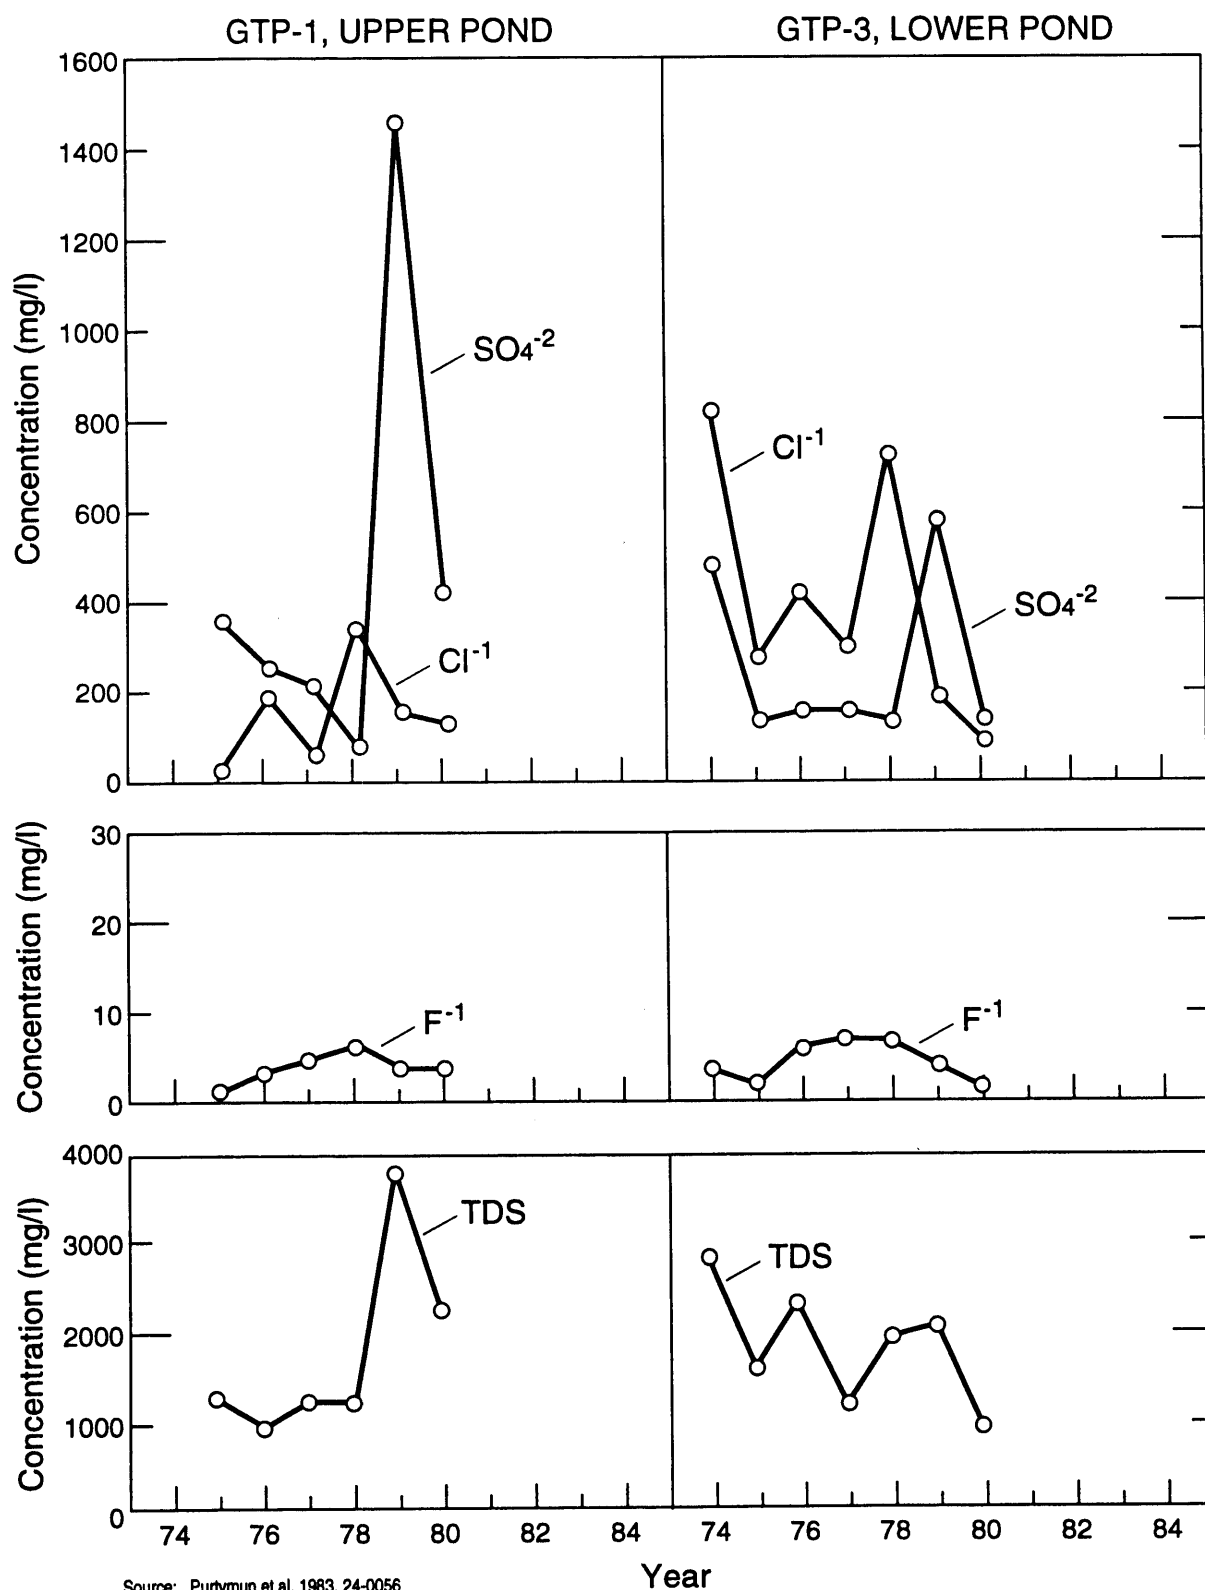 GTP-1, UPPER POND
GTP-3, LOWER POND
Concentration (mg/l)
1600
1400
1200
1000
800
600
400
200
0
SO4-2
Cl-1
Cl-1
SO4-2
Concentration (mg/l)
30
20
10
0
F-1
F-1
Concentration (mg/l)
4000
3000
2000
1000
0
TDS
TDS
74 76 78 80 82 84 74 76 78 80 82 84
Year
Source: Purtymun et al. 1983, 24-0056